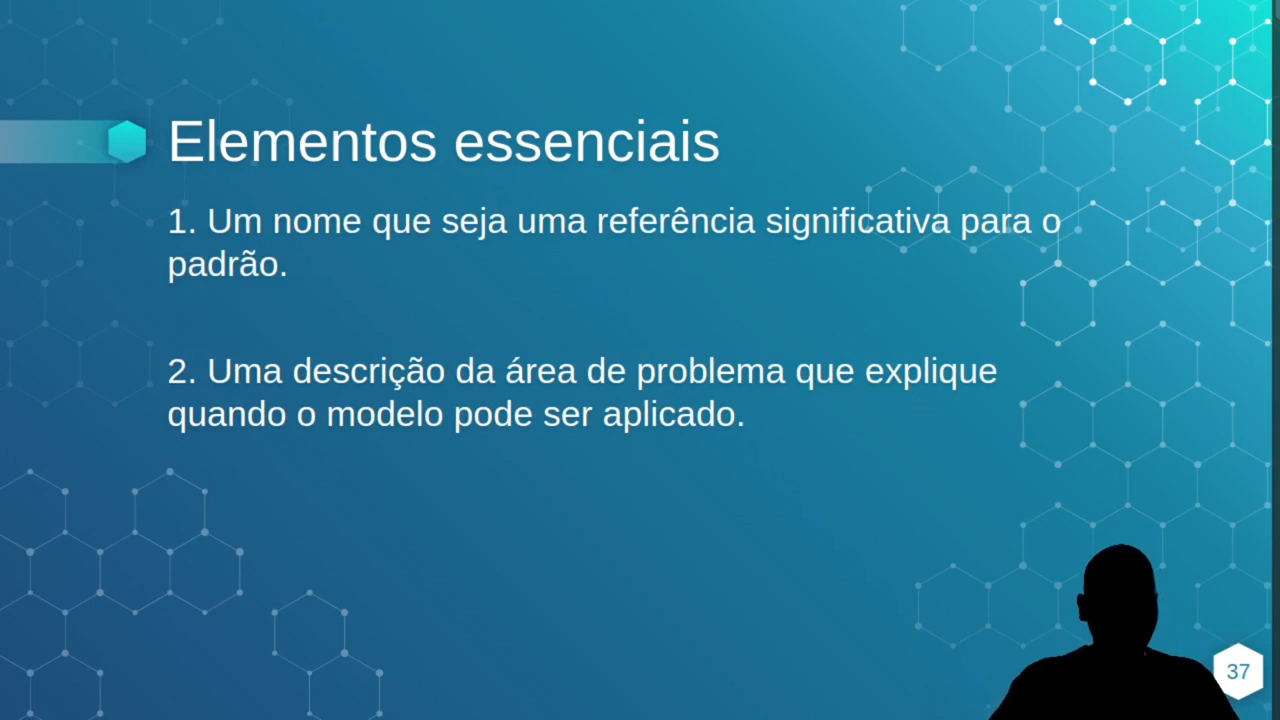 Elementos essenciais
1. Um nome que seja uma referência significativa para o
padrão.
2. Uma descrição da área de problema que explique
quando o modelo pode ser aplicado.
37